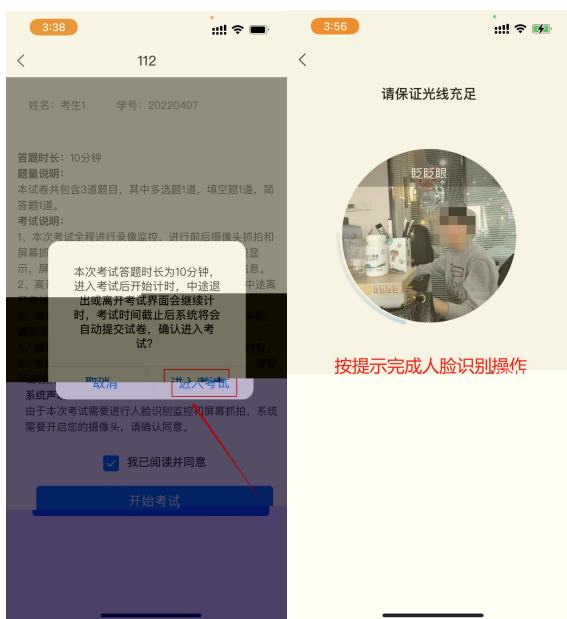 3:38
112
姓名：考生1 学号：20220407
答题时长：10分钟
题量说明：
本试卷共包含3道题目，其中多选题1道，填空题1道，简
答题1道。
考试说明：
1、本次考试全程进行录像监控，进行前后摄像头抓拍和
屏幕抓
示，屏
2、离
中途离
本次考试答题时长为10分钟，
进入考试后开始计时，中途退
出或离开考试界面会继续计
时，考试时间截止后系统将会
自动提交试卷，确认进入考
试？
取消 进入考试
系统声
由于本次考试需要进行人脸识别监控和屏幕抓拍，系统
需要开启您的摄像头，请确认同意。
我已阅读并同意
开始考试
3:56
请保证光线充足
眨眨眼
按提示完成人脸识别操作